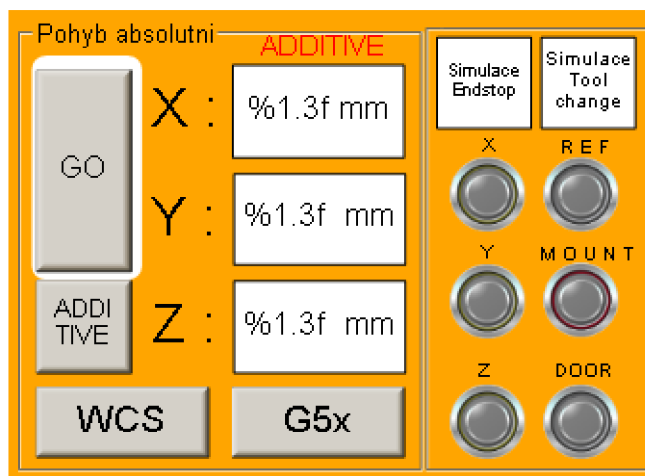 Pohyb absolutni
ADDITIVE
GO
X :
%1.3f mm
Y :
%1.3f mm
ADDI
TIVE
Z :
%1.3f mm
WCS
G5x
Simulace
Endstop
Simulace
Tool
change
X
REF
Y
MOUNT
Z
DOOR